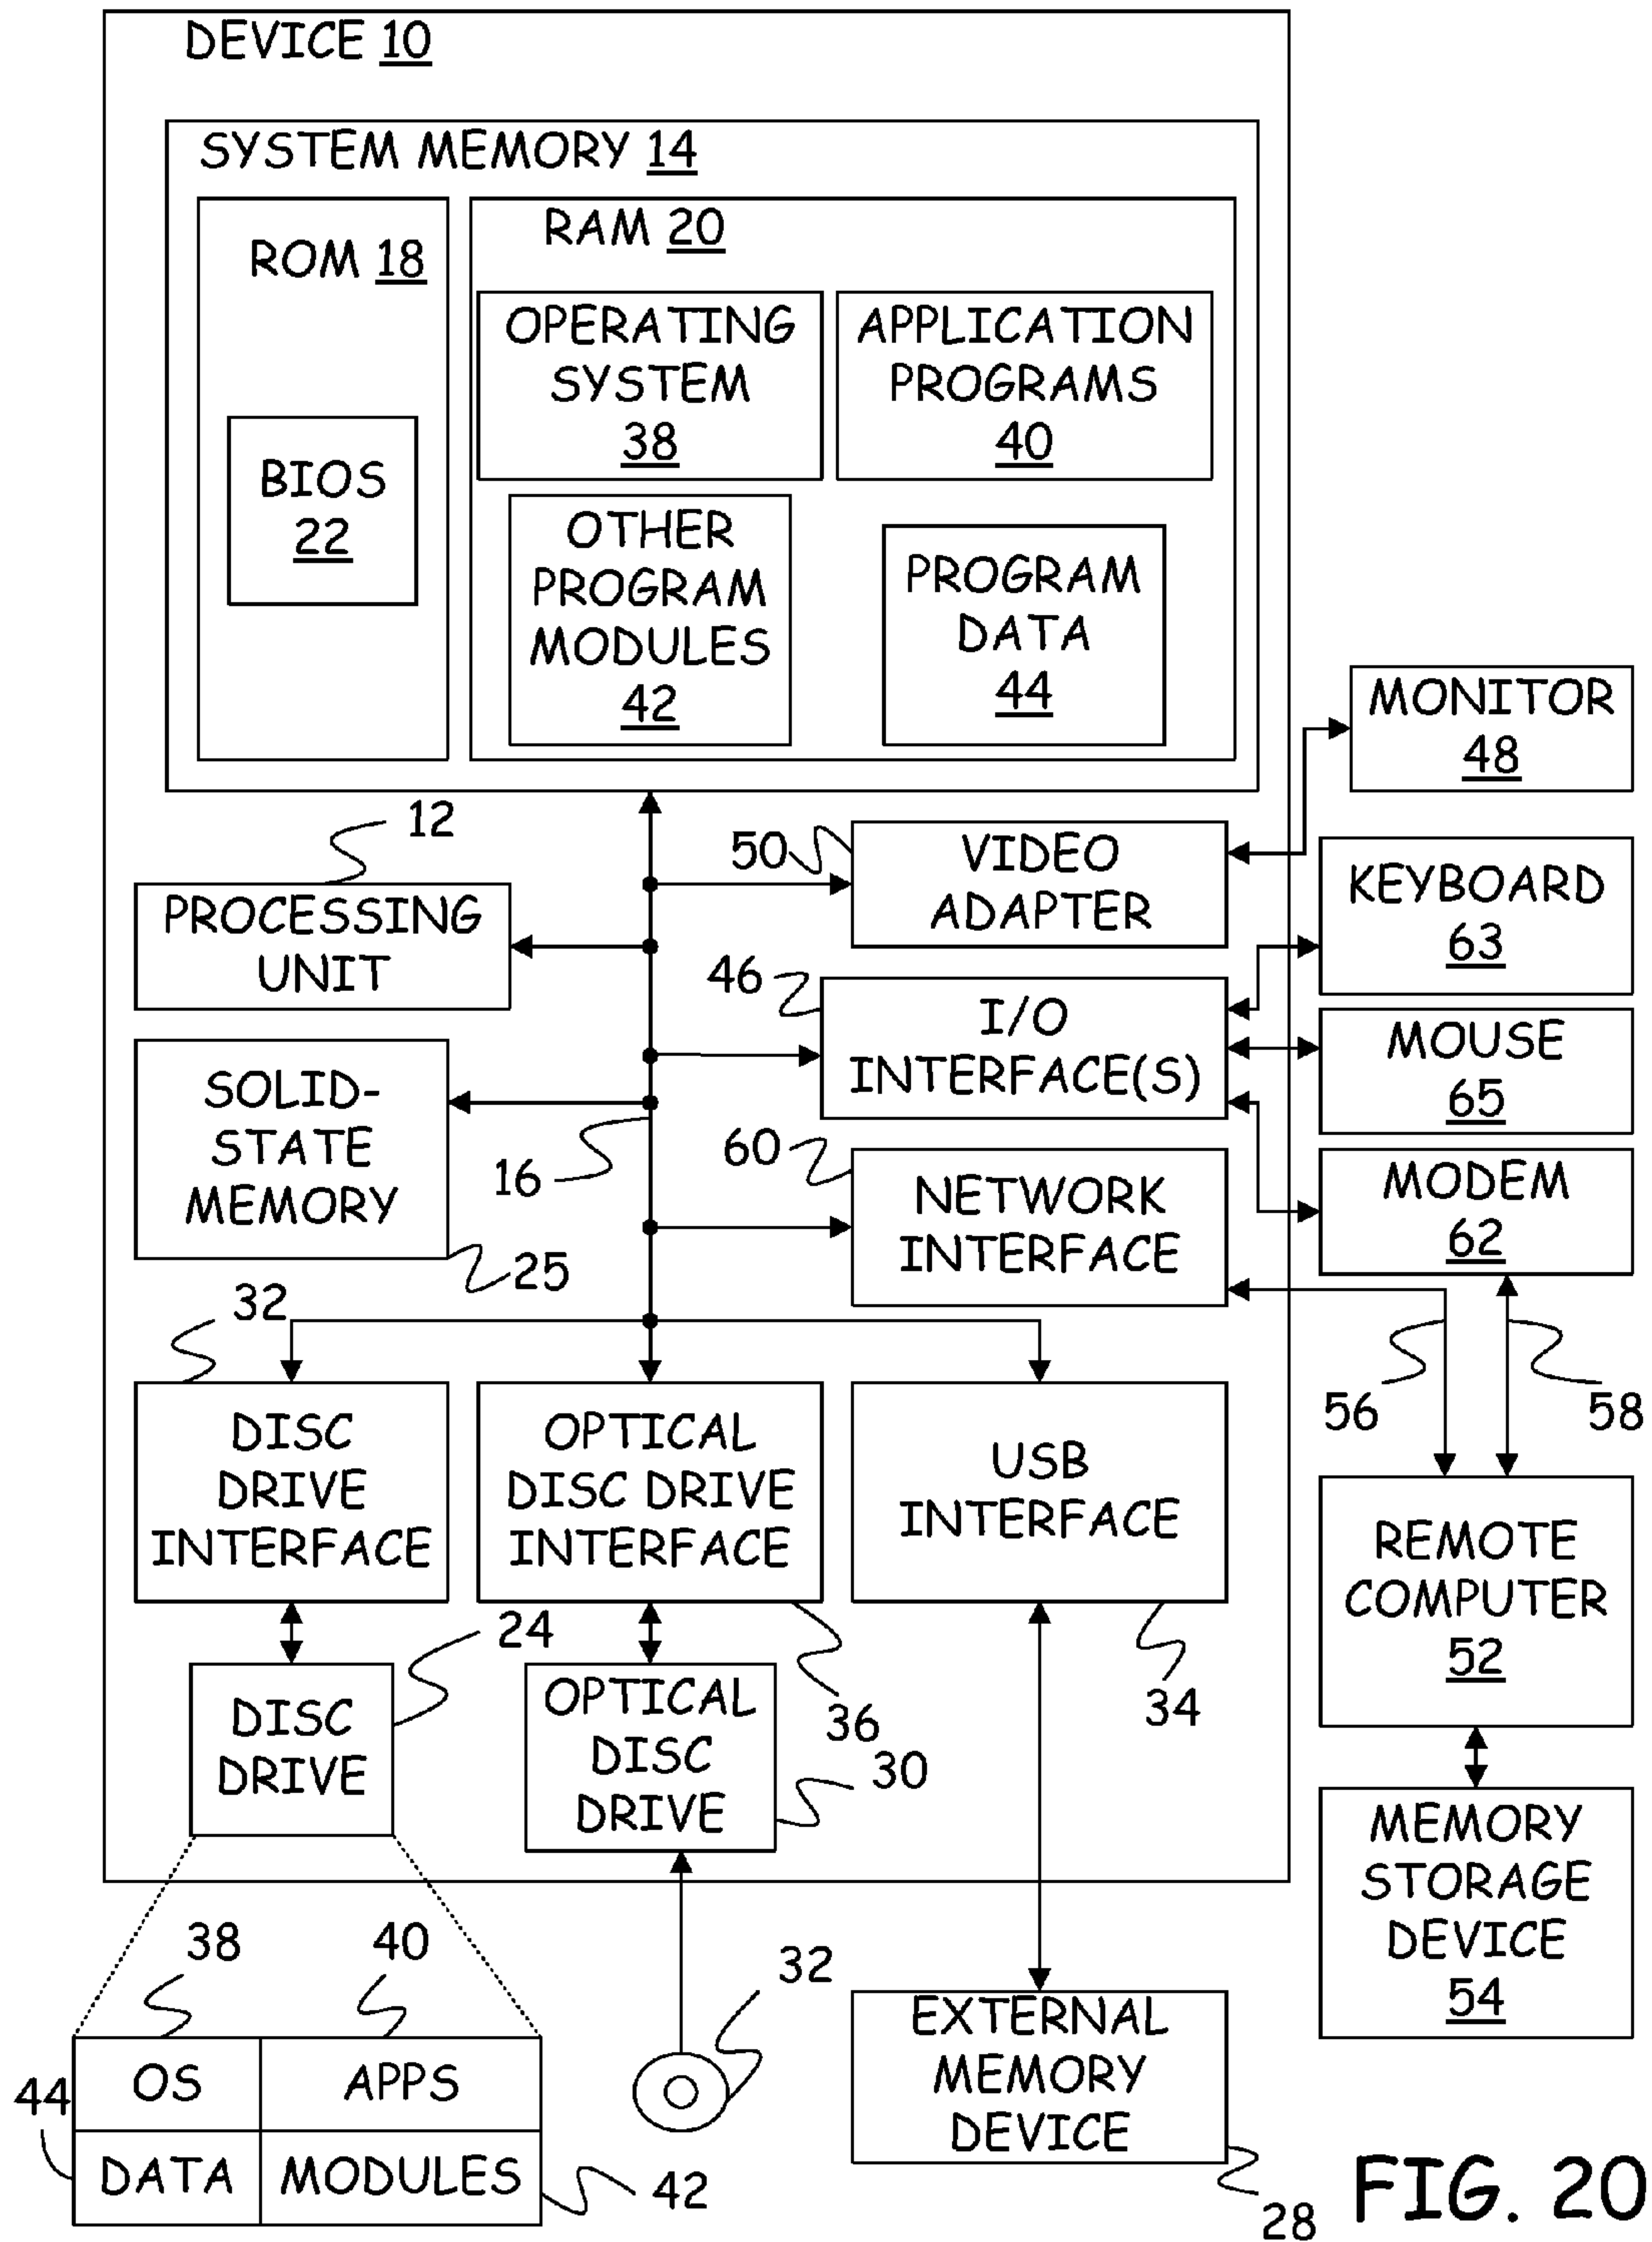 DEVICE 10
SYSTEM MEMORY 14
ROM 18
BIOS
22
RAM 20
OPERATING
SYSTEM
38
APPLICATION
PROGRAMS
40
OTHER
PROGRAM
MODULES
42
PROGRAM
DATA
44
MONITOR
48
12
PROCESSING
UNIT
50
VIDEO
ADAPTER
KEYBOARD
63
46
I/O
INTERFACE(S)
MOUSE
65
SOLID-
STATE
MEMORY
25
16
60
NETWORK
INTERFACE
MODEM
62
56
58
32
DISC
DRIVE
INTERFACE
OPTICAL
DISC DRIVE
INTERFACE
USB
INTERFACE
REMOTE
COMPUTER
52
24
DISC
DRIVE
36
OPTICAL
DISC
DRIVE
30
34
MEMORY
STORAGE
DEVICE
54
38
40
OS
APPS
44
DATA
MODULES
42
32
EXTERNAL
MEMORY
DEVICE
28
FIG. 20